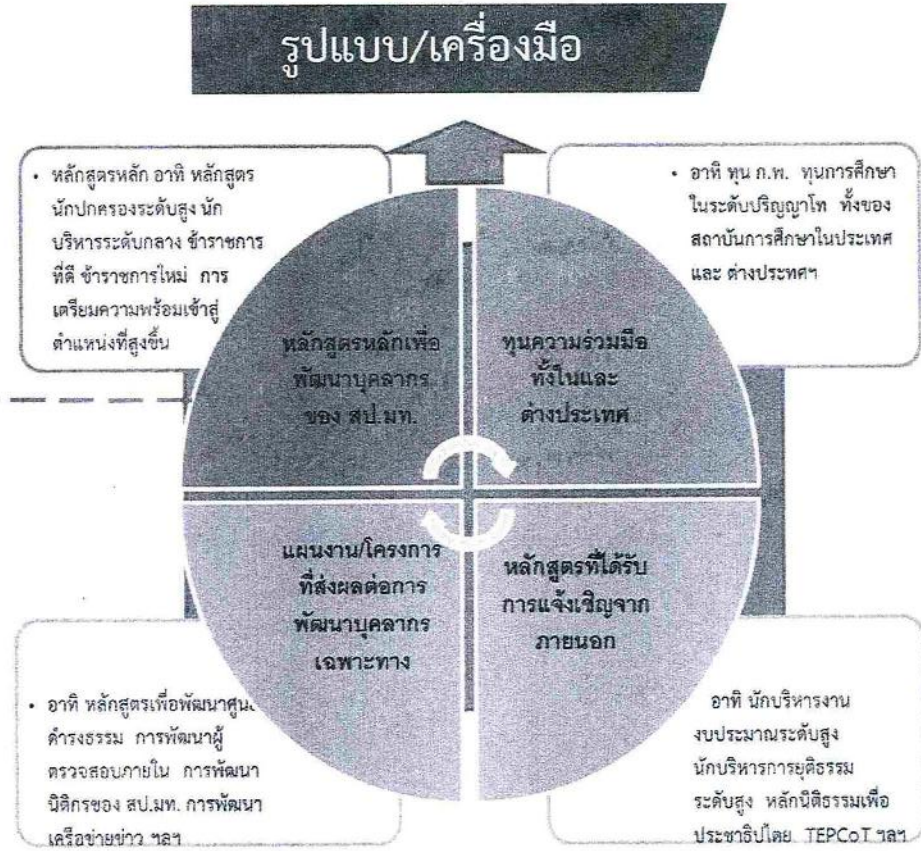 รูปแบบ/เครื่องมือ
• หลักสูตรหลัก อาทิ หลักสูตร
นักปกครองระดับสูง นัก
บริหารระดับกลาง ข้าราชการ
ที่ดี ข้าราชการใหม่ การ
เตรียมความพร้อมเข้าสู่
ตำแหน่งที่สูงขึ้น
• อาทิ ทุน ก.พ. ทุนการศึกษา
ในระดับปริญญาโท ทั้งของ
สถาบันการศึกษาในประเทศ
และ ต่างประเทศฯ
หลักสูตรหลักเพื่อ
พัฒนาบุคลากร
ของ สป.มท.
ทุนความร่วมมือ
ทั้งในและ
ต่างประเทศ
แผนงาน/โครงการ
ที่ส่งผลต่อการ
พัฒนาบุคลากร
เฉพาะทาง
หลักสูตรที่ได้รับ
การแจ้งเชิญจาก
ภายนอก
• อาทิ หลักสูตรเพื่อพัฒนาศูนย์
ดำรงธรรม การพัฒนาผู้
ตรวจสอบภายใน การพัฒนา
นิติกรของ สป.มท. การพัฒนา
เครือข่ายข่าว ฯลฯ
อาทิ นักบริหารงาน
งบประมาณระดับสูง
นักบริหารการยุติธรรม
ระดับสูง หลักนิติธรรมเพื่อ
ประชาธิปไตย TEPCoT ฯลฯ